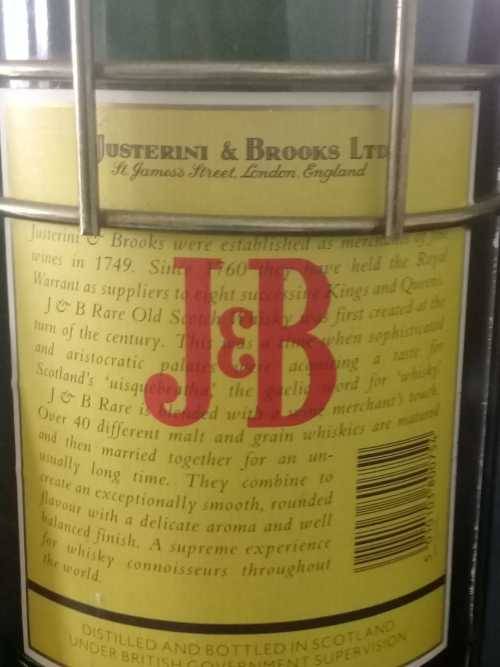 JUSTERINI & BROOKS LTD
St. James's Street, London, England
Justerini & Brooks were established as merchants of fine
wines in 1749. Since 1760 they have held the Royal
Warrant as suppliers to eight successive Kings and Queens.
J & B Rare Old Scotch Whisky was first created at the
turn of the century. This was a time when sophisticated
and aristocratic palates were acquiring a taste for
Scotland's 'uisquebeatha' the gaelic word for 'whisky'
J & B Rare is blended with a wine merchant's touch.
Over 40 different malt and grain whiskies are matured
and then married together for an un-
usually long time. They combine to
create an exceptionally smooth, rounded
flavour with a delicate aroma and well
balanced finish. A supreme experience
for whisky connoisseurs throughout
the world.
J&B
DISTILLED AND BOTTLED IN SCOTLAND
UNDER BRITISH GOVERNMENT SUPERVISION